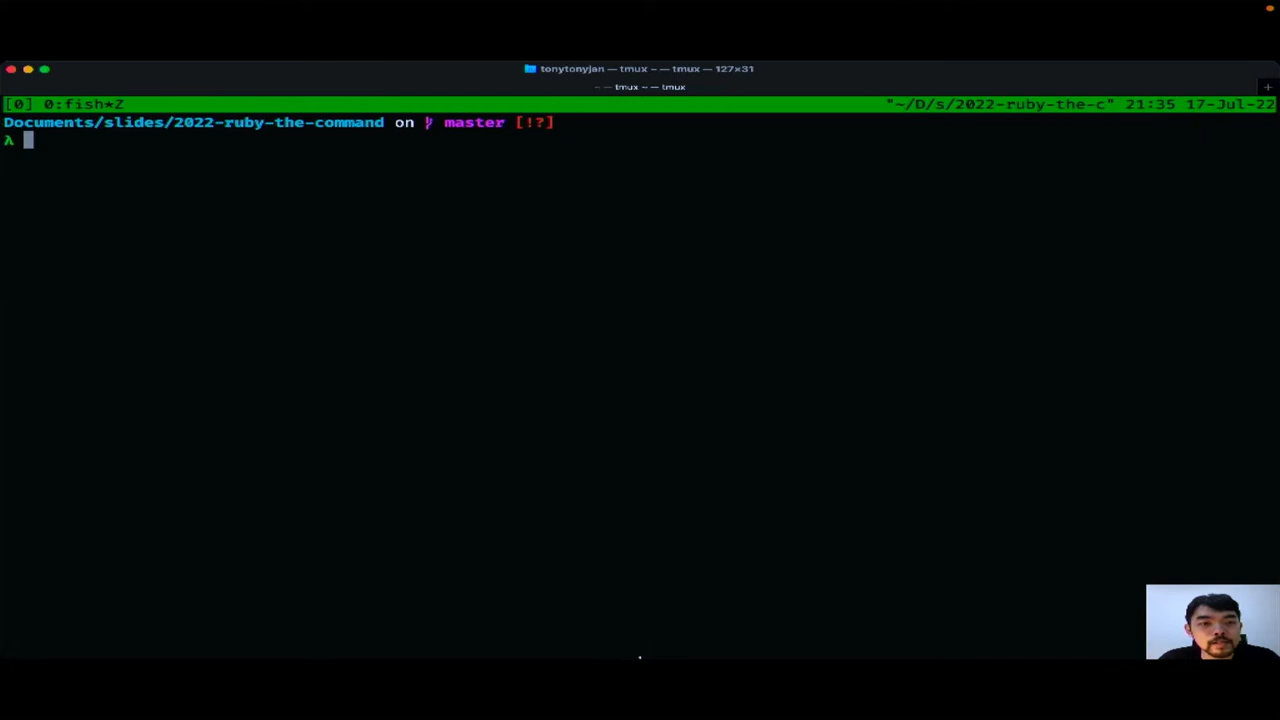 tonytonyjan — tmux ~ — tmux — 127×31
~ — tmux ~ — tmux
+
[0] 0:fish★Z "~/D/s/2022-ruby-the-c" 21:35 17-Jul-22
Documents/slides/2022-ruby-the-command on master [!?]
λ